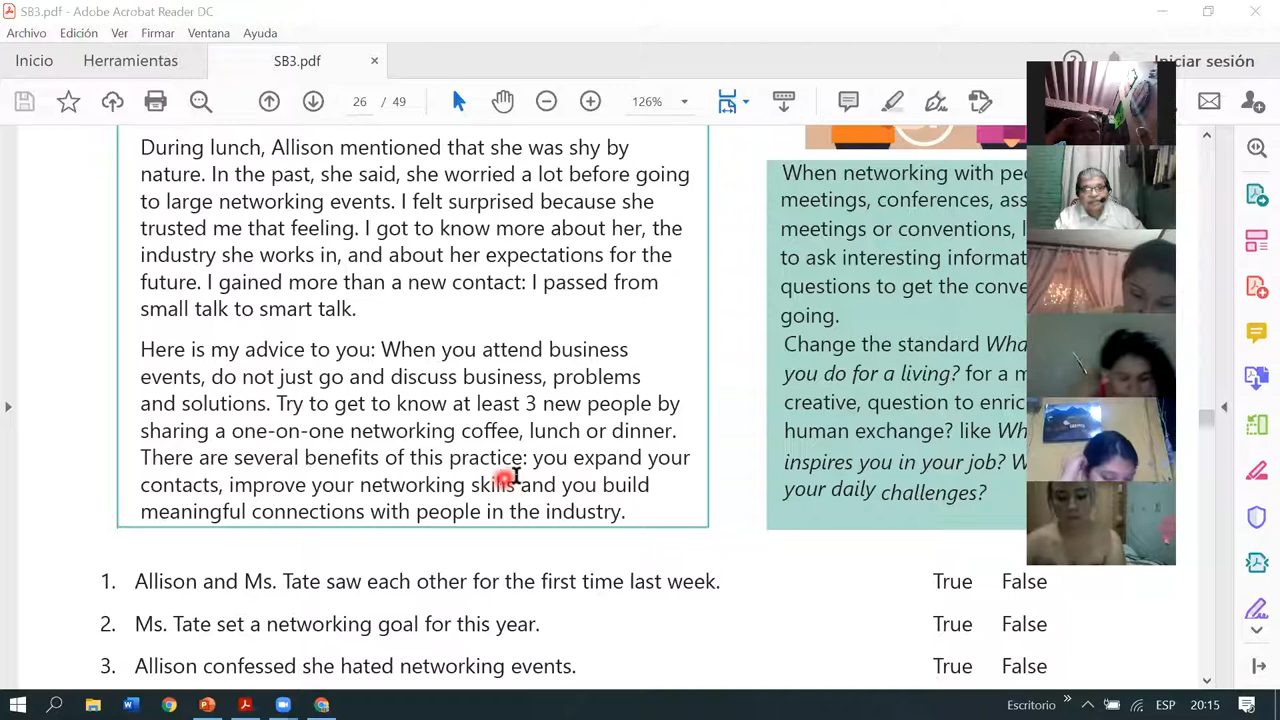 SB3.pdf - Adobe Acrobat Reader DC
Archivo Edición Ver Firmar Ventana Ayuda
Inicio Herramientas SB3.pdf × Iniciar sesión
26 / 49 126%
During lunch, Allison mentioned that she was shy by
nature. In the past, she said, she worried a lot before going
to large networking events. I felt surprised because she
trusted me that feeling. I got to know more about her, the
industry she works in, and about her expectations for the
future. I gained more than a new contact: I passed from
small talk to smart talk.
Here is my advice to you: When you attend business
events, do not just go and discuss business, problems
and solutions. Try to get to know at least 3 new people by
sharing a one-on-one networking coffee, lunch or dinner.
There are several benefits of this practice: you expand your
contacts, improve your networking skills and you build
meaningful connections with people in the industry.
When networking with
meetings, conferences,
meetings or conventions,
to ask interesting
questions to get the
going.
Change the standard
you do for a living? for a
creative, question to
human exchange? like
inspires you in your job?
your daily challenges?
1. Allison and Ms. Tate saw each other for the first time last week. True False
2. Ms. Tate set a networking goal for this year. True False
3. Allison confessed she hated networking events. True False
Escritorio » ESP 20:15